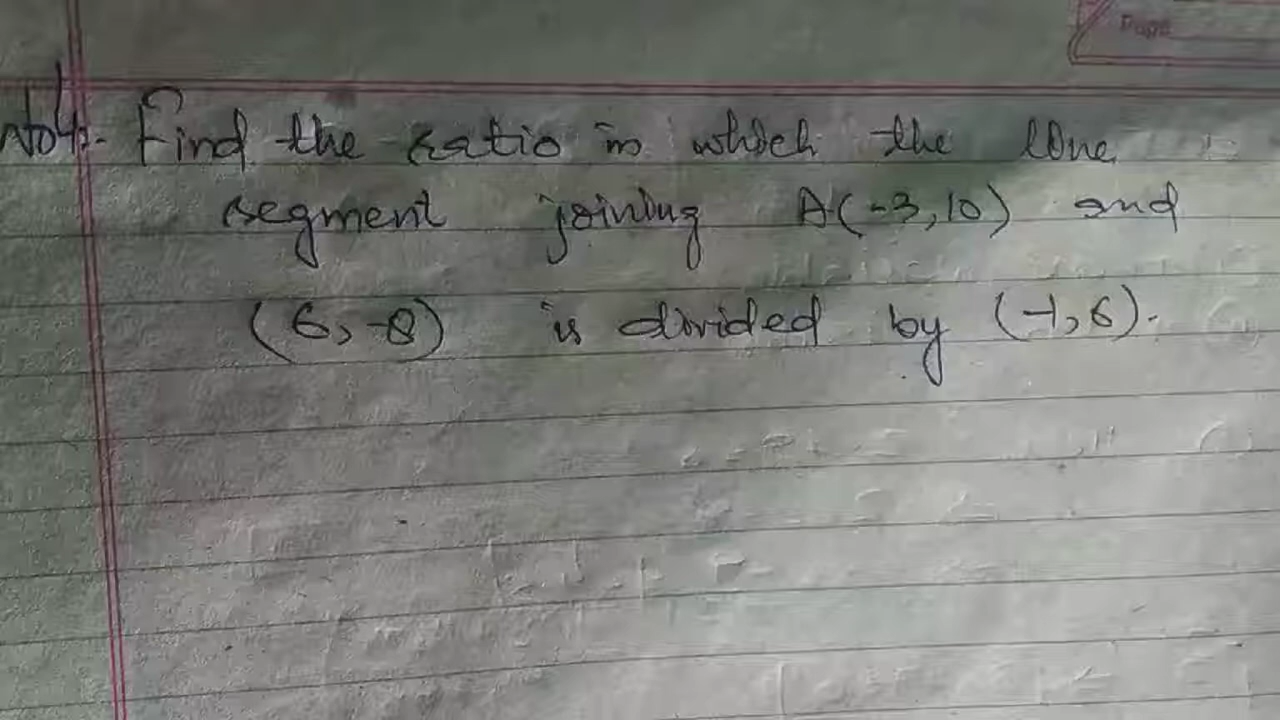 Page
No4:- Find the ratio in which the line
segment joining A(-3,10) and
(6,-8) is divided by (-1,6).